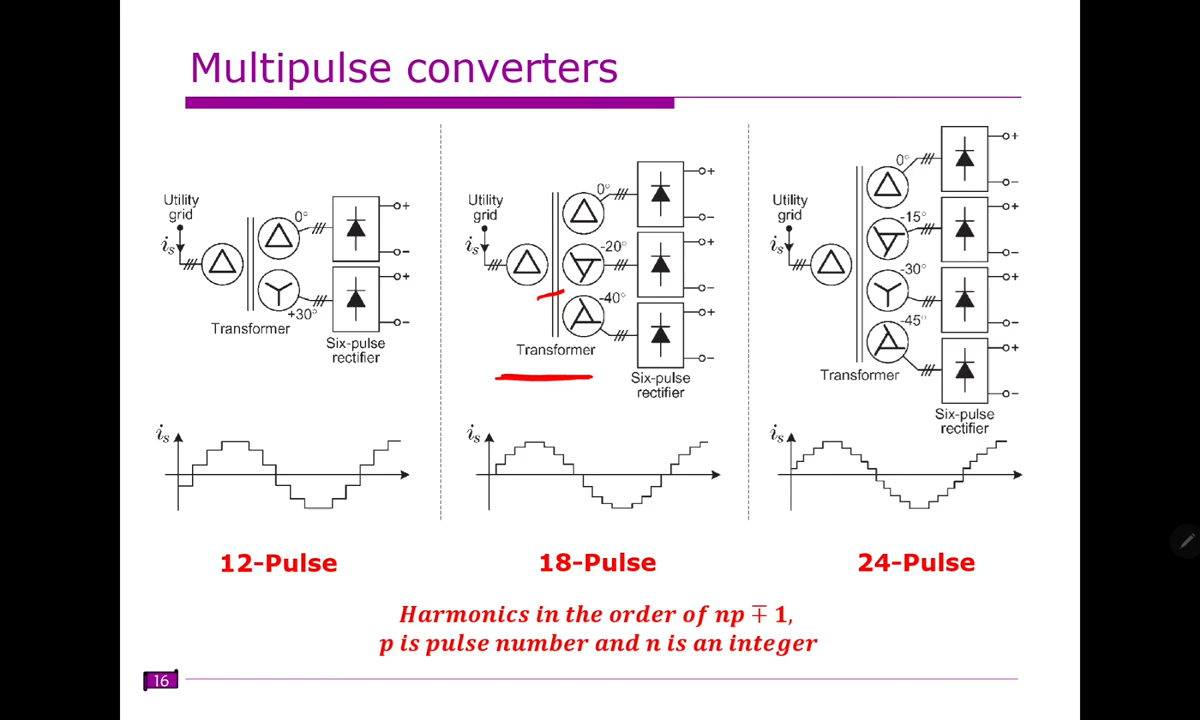 Multipulse converters
Utility
grid
is
0°
+30°
+
−
+
−
Transformer
Six-pulse
rectifier
is
12-Pulse
Utility
grid
is
0°
-20°
-40°
+
−
+
−
+
−
Transformer
Six-pulse
rectifier
is
18-Pulse
Utility
grid
is
0°
-15°
-30°
-45°
+
−
+
−
+
−
+
−
Transformer
Six-pulse
rectifier
is
24-Pulse
Harmonics in the order of np ∓ 1,
p is pulse number and n is an integer
16